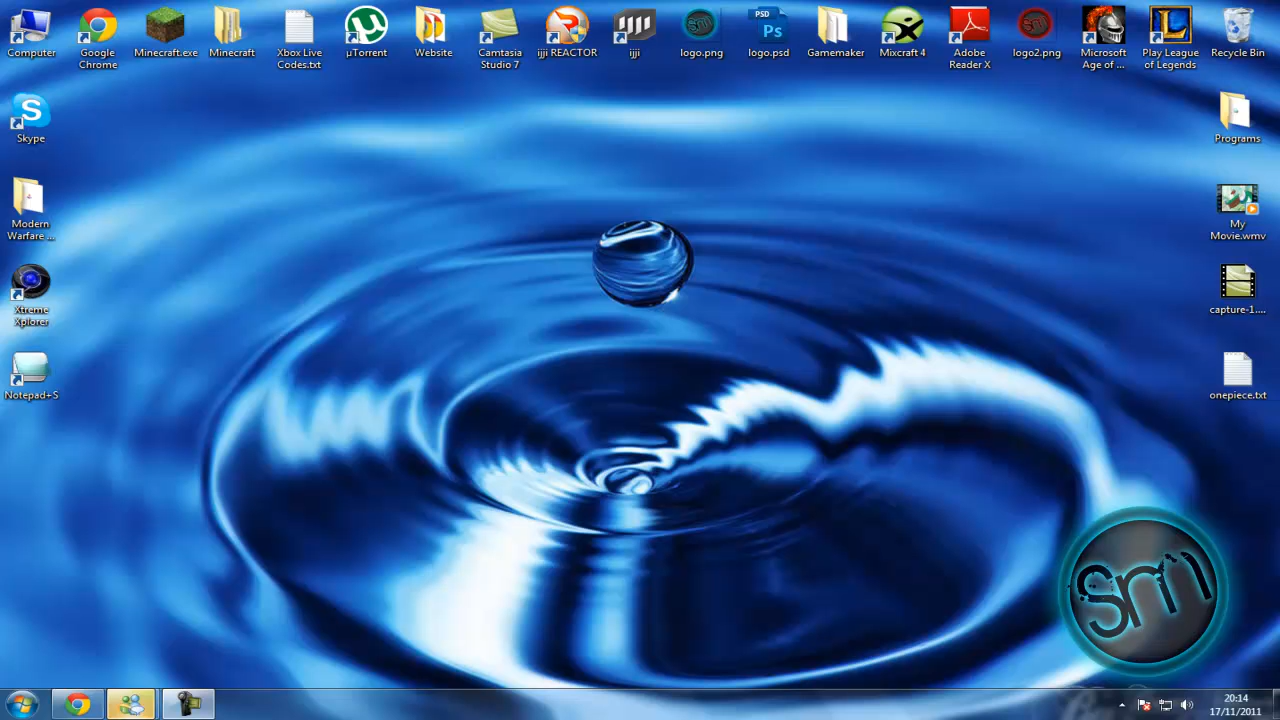 Computer
Google
Chrome
Minecraft.exe
Minecraft
Xbox Live
Codes.txt
µTorrent
Website
Camtasia
Studio 7
ijji REACTOR
ijji
logo.png
PSD
Ps
logo.psd
Gamemaker
Mixcraft 4
Adobe
Reader X
logo2.png
Microsoft
Age of ...
Play League
of Legends
Recycle Bin
S
Skype
Programs
Modern
Warfare ...
My
Movie.wmv
Xtreme
Xplorer
capture-1....
Notepad+S
onepiece.txt
sm
20:14
17/11/2011